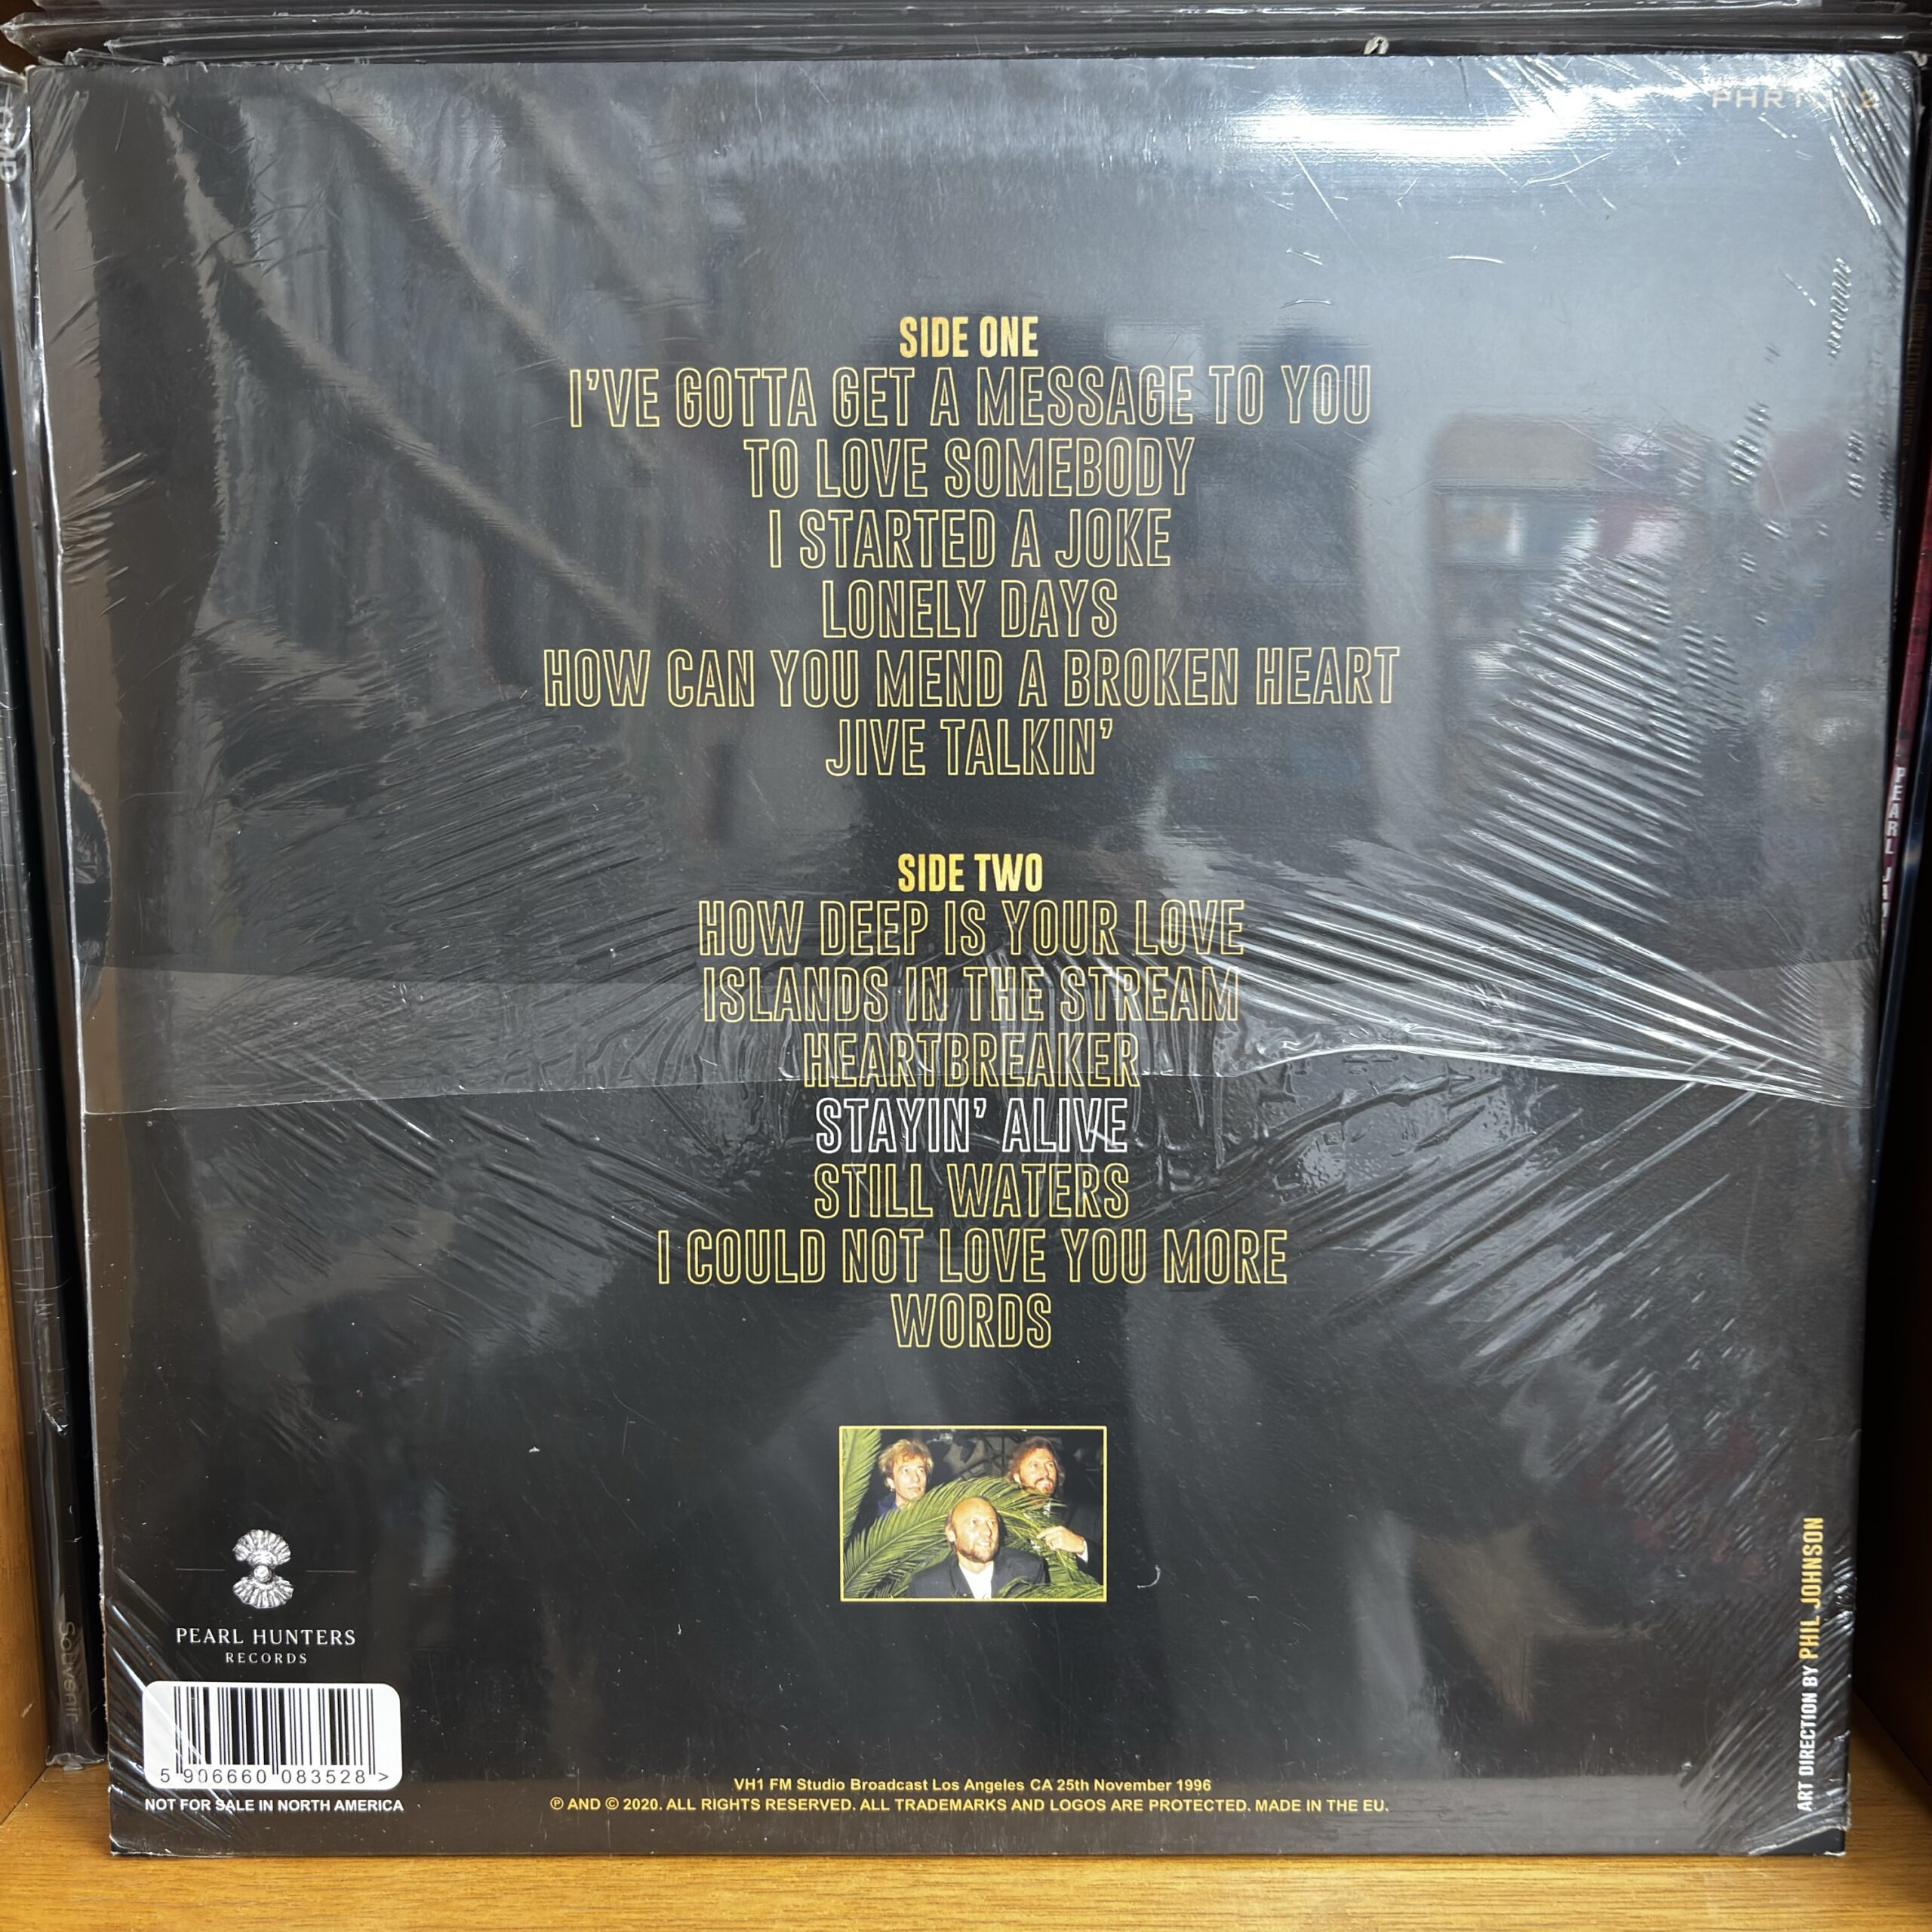 SIDE ONE
I'VE GOTTA GET A MESSAGE TO YOU
TO LOVE SOMEBODY
I STARTED A JOKE
LONELY DAYS
HOW CAN YOU MEND A BROKEN HEART
JIVE TALKIN'
SIDE TWO
HOW DEEP IS YOUR LOVE
ISLANDS IN THE STREAM
HEARTBREAKER
STAYIN' ALIVE
STILL WATERS
I COULD NOT LOVE YOU MORE
WORDS
PEARL HUNTERS
RECORDS
5 906660 083528 >
NOT FOR SALE IN NORTH AMERICA
VH1 FM Studio Broadcast Los Angeles CA 25th November 1996
℗ AND © 2020. ALL RIGHTS RESERVED. ALL TRADEMARKS AND LOGOS ARE PROTECTED. MADE IN THE EU.
ART DIRECTION BY PHIL JOHNSON